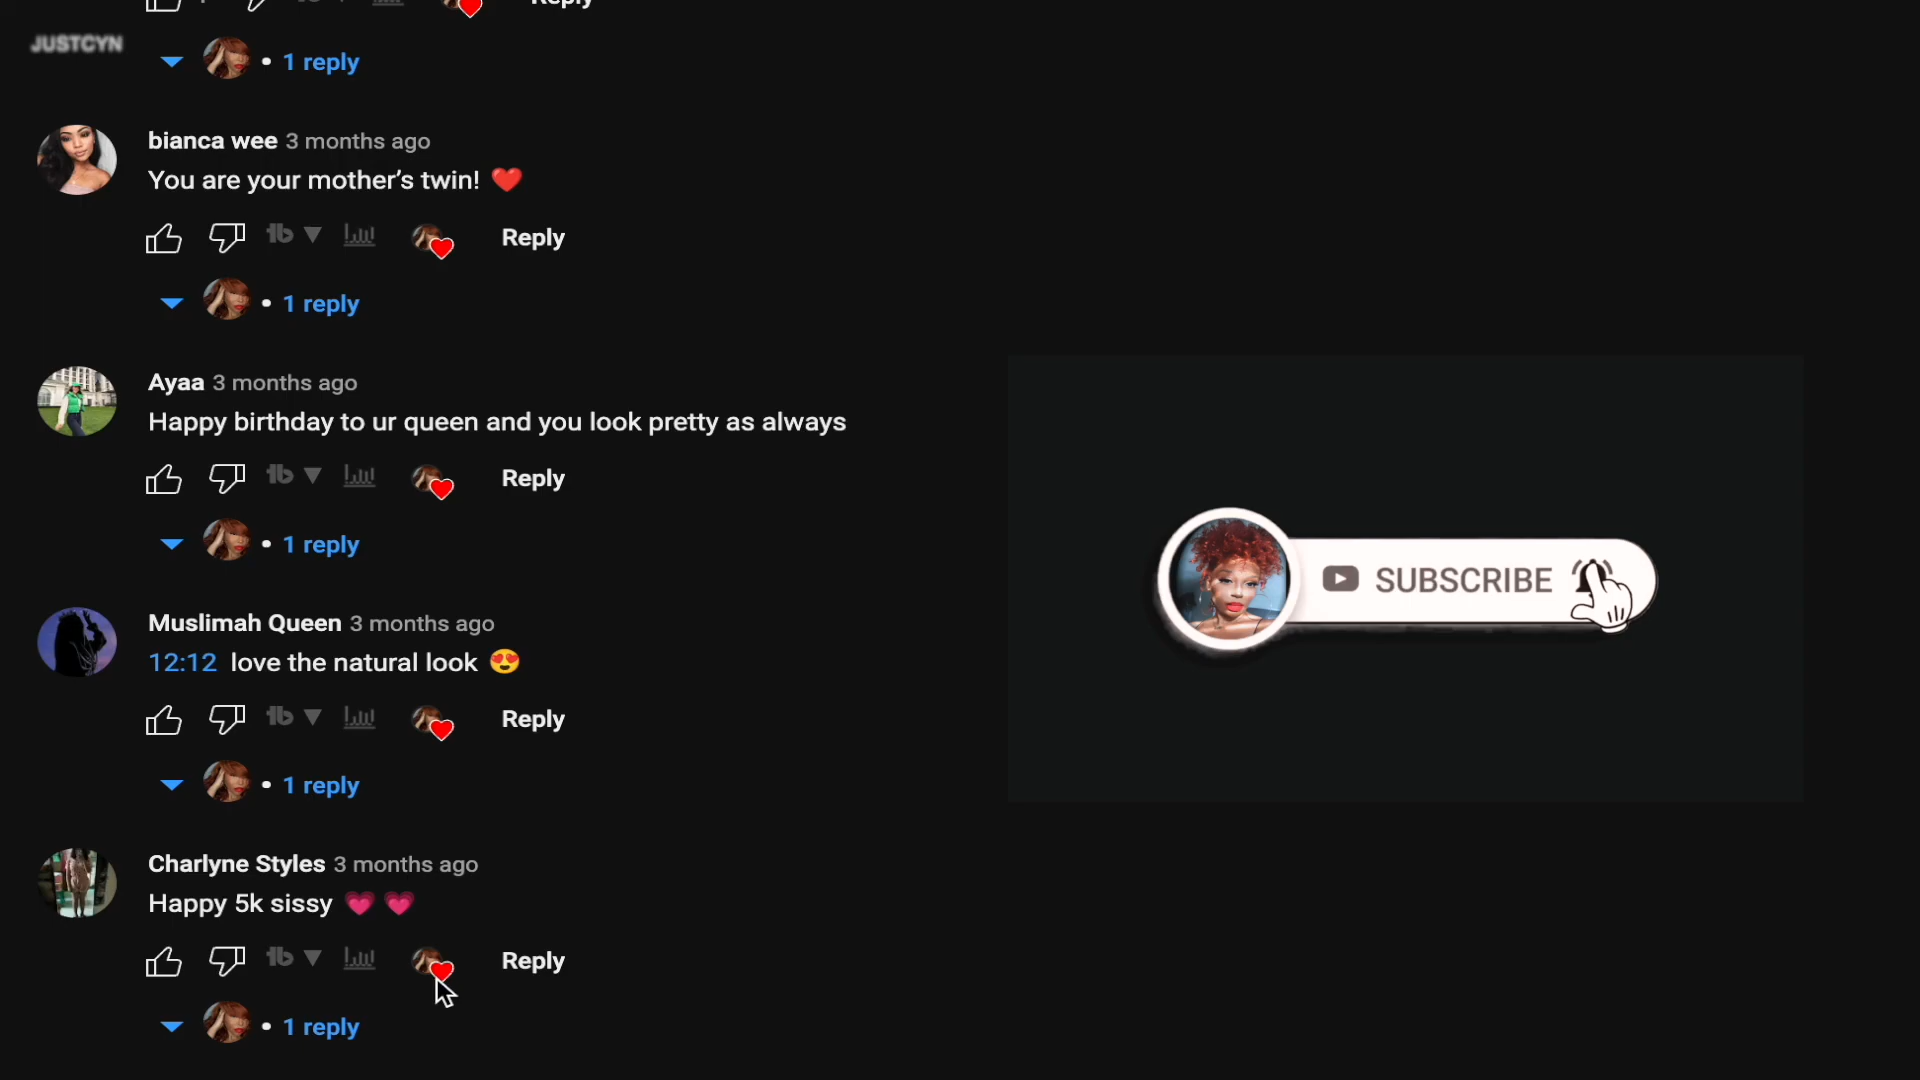 Reply
JUSTCYN
• 1 reply
bianca wee 3 months ago
You are your mother’s twin! ❤️
Reply
• 1 reply
Ayaa 3 months ago
Happy birthday to ur queen and you look pretty as always
Reply
• 1 reply
SUBSCRIBE
Muslimah Queen 3 months ago
12:12 love the natural look 😍
Reply
• 1 reply
Charlyne Styles 3 months ago
Happy 5k sissy 💗 💗
Reply
• 1 reply